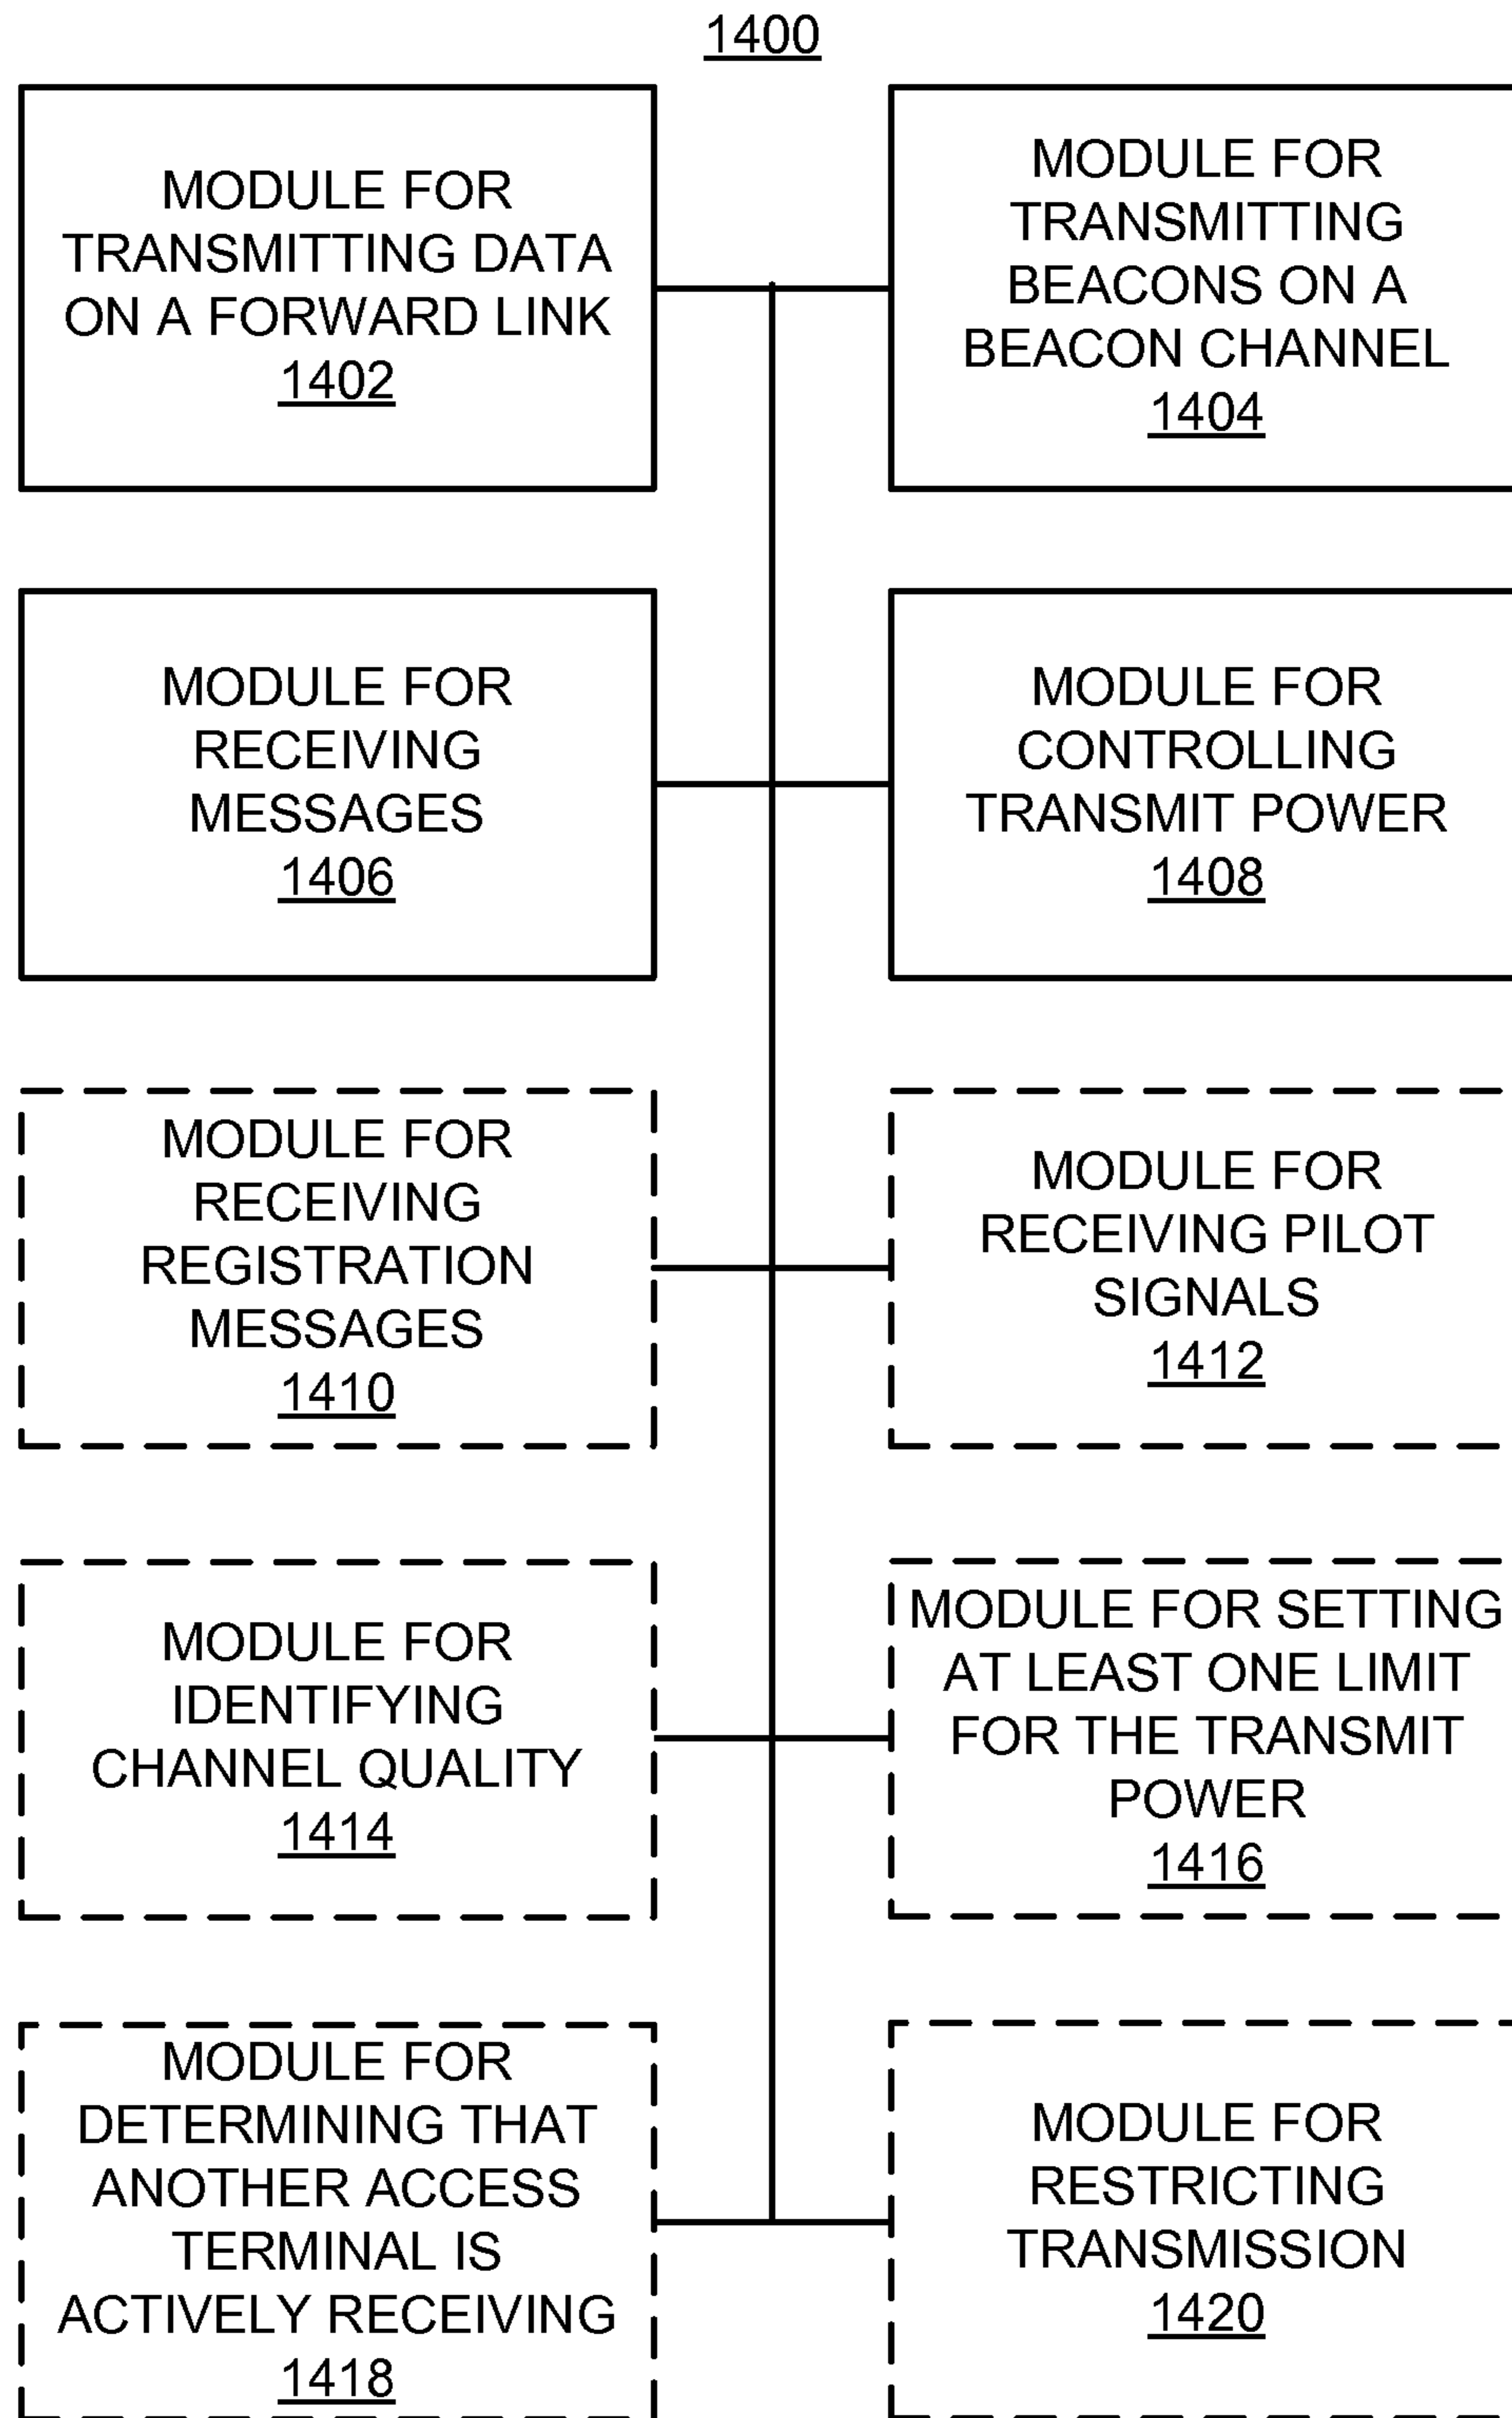 1400
MODULE FOR
TRANSMITTING DATA
ON A FORWARD LINK
1402
MODULE FOR
TRANSMITTING
BEACONS ON A
BEACON CHANNEL
1404
MODULE FOR
RECEIVING
MESSAGES
1406
MODULE FOR
CONTROLLING
TRANSMIT POWER
1408
MODULE FOR
RECEIVING
REGISTRATION
MESSAGES
1410
MODULE FOR
RECEIVING PILOT
SIGNALS
1412
MODULE FOR
IDENTIFYING
CHANNEL QUALITY
1414
MODULE FOR SETTING
AT LEAST ONE LIMIT
FOR THE TRANSMIT
POWER
1416
MODULE FOR
DETERMINING THAT
ANOTHER ACCESS
TERMINAL IS
ACTIVELY RECEIVING
1418
MODULE FOR
RESTRICTING
TRANSMISSION
1420